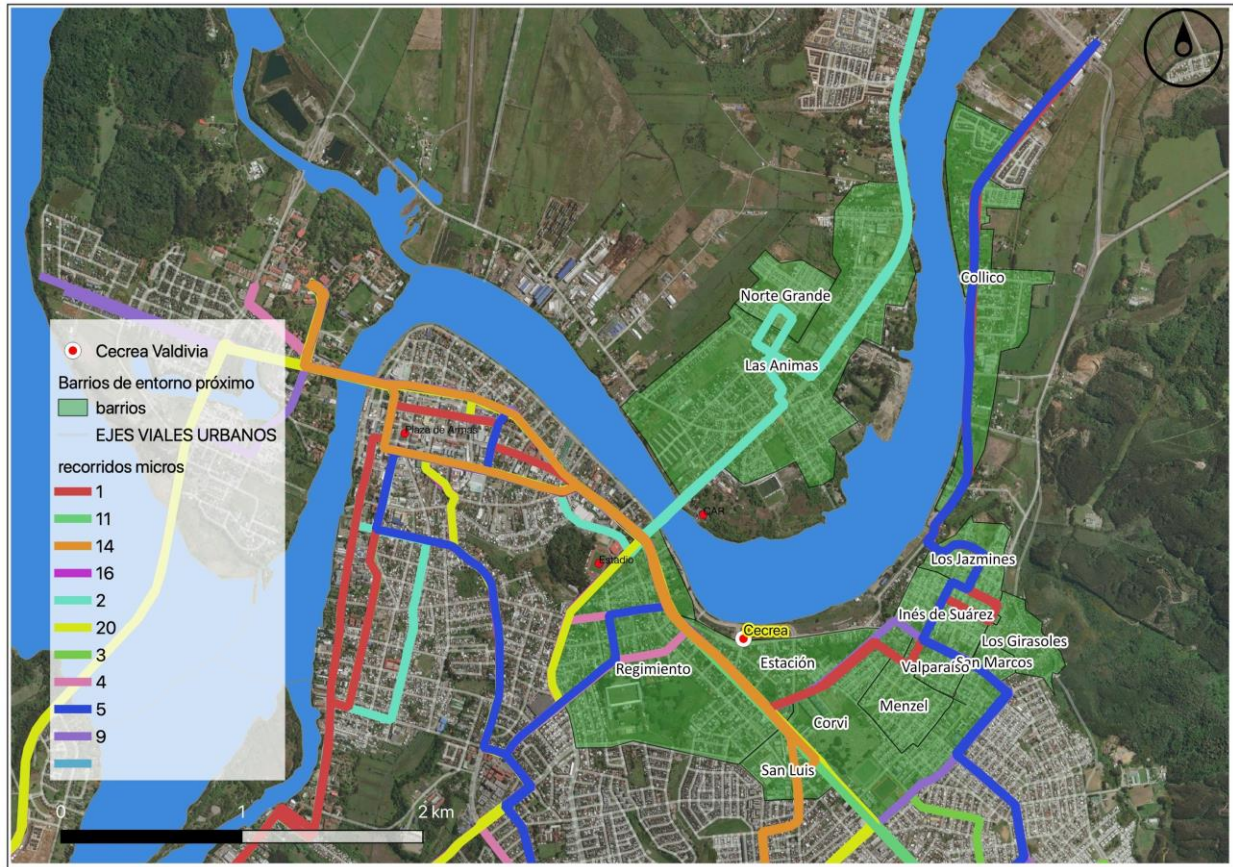 Norte Grande
Collico
Las Animas
Cecrea Valdivia
Barrios de entorno próximo
barrios
EJES VIALES URBANOS
recorridos micros
1
11
14
16
2
20
3
4
5
9
Plaza de Armas
CAR
Estadio
Los Jazmines
Inés de Suárez
Cecrea
Los Girasoles
Estación
Regimiento
Valparaíso
San Marcos
Menzel
Corvi
San Luis
0 1 2 km